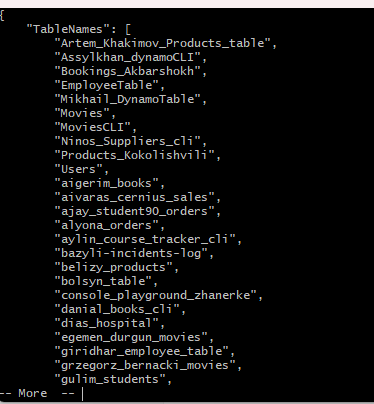 {
"TableNames": [
"Artem_Khakimov_Products_table",
"Assylkhan_dynamoCLI",
"Bookings_Akbarshokh",
"EmployeeTable",
"Mikhail_DynamoTable",
"Movies",
"MoviesCLI",
"Ninos_Suppliers_cli",
"Products_Kokolishvili",
"Users",
"aigerim_books",
"aivaras_cernius_sales",
"ajay_student90_orders",
"alyona_orders",
"aylin_course_tracker_cli",
"bazyli-incidents-log",
"belizy_products",
"bolsyn_table",
"console_playground_zhanerke",
"danial_books_cli",
"dias_hospital",
"egemen_durgun_movies",
"giridhar_employee_table",
"grzegorz_bernacki_movies",
"gulim_students",
-- More  --